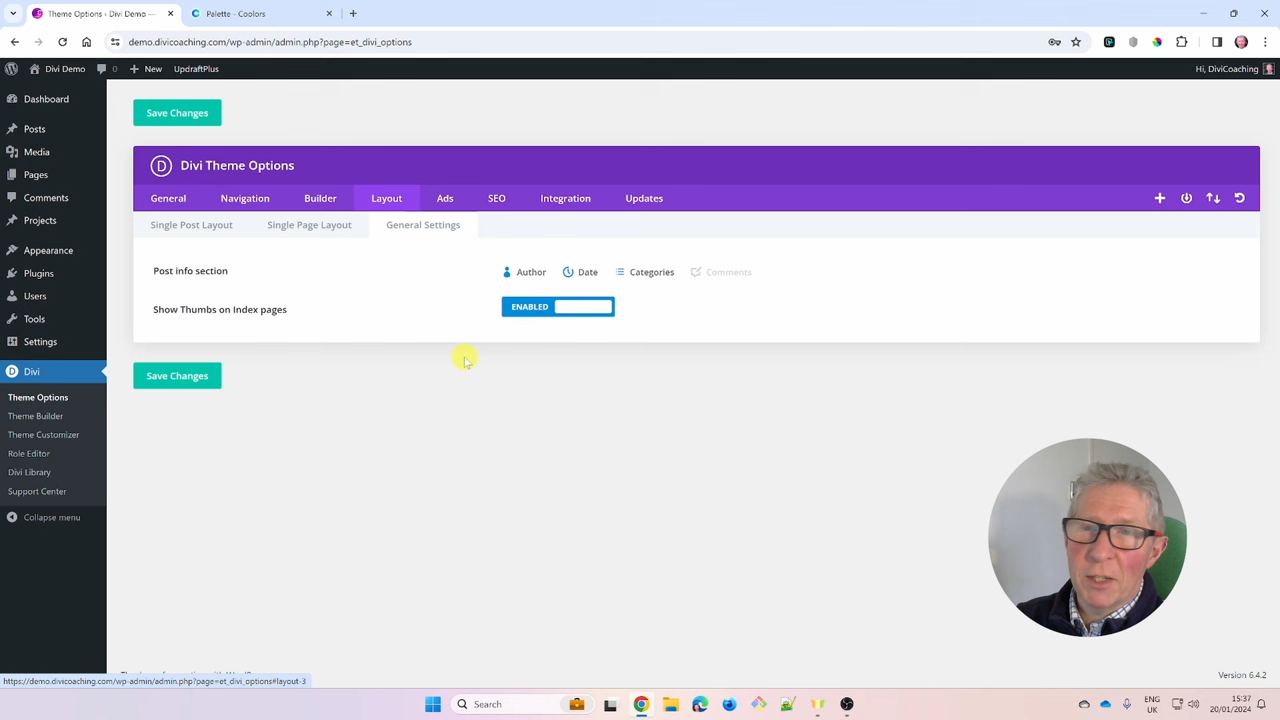 Theme Options ‹ Divi Demo —
Palette - Coolors
demo.divicoaching.com/wp-admin/admin.php?page=et_divi_options
Divi Demo
0
New
UpdraftPlus
Hi, DiviCoaching
Dashboard
Posts
Media
Pages
Comments
Projects
Appearance
Plugins
Users
Tools
Settings
Divi
Theme Options
Theme Builder
Theme Customizer
Role Editor
Divi Library
Support Center
Collapse menu
Save Changes
D Divi Theme Options
General Navigation Builder Layout Ads SEO Integration Updates
Single Post Layout Single Page Layout General Settings
Post info section Author Date Categories Comments
Show Thumbs on Index pages ENABLED
Save Changes
Version 6.4.2
https://demo.divicoaching.com/wp-admin/admin.php?page=et_divi_options#layout-3
Search
ENG
UK
15:37
20/01/2024